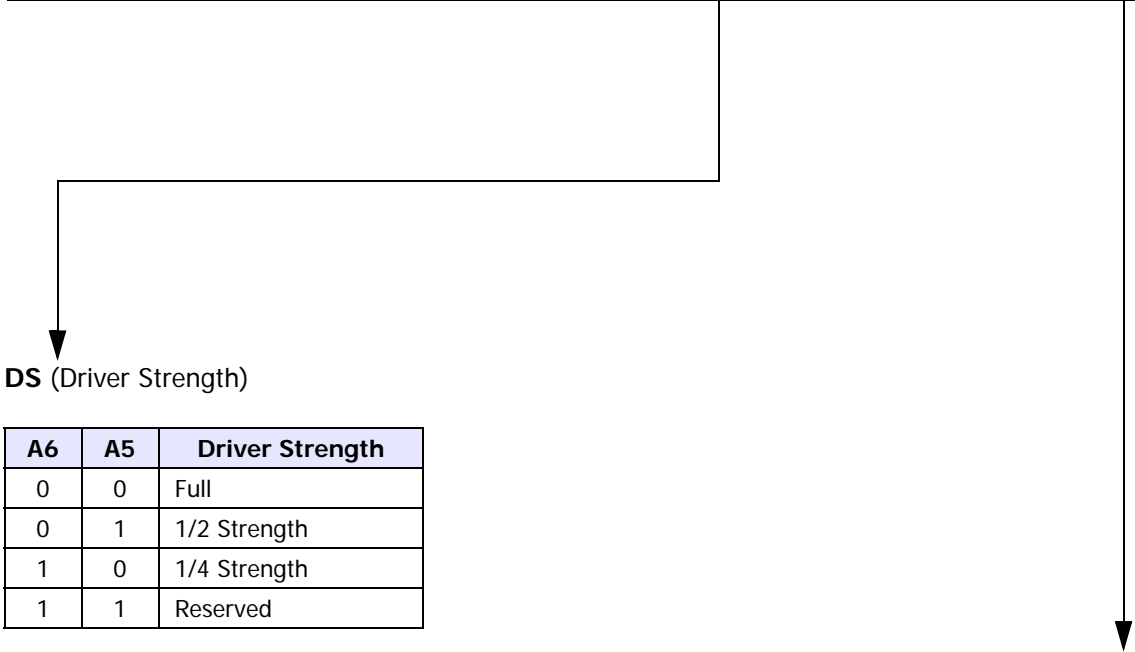 DS (Driver Strength)
A6 A5 Driver Strength
0 0 Full
0 1 1/2 Strength
1 0 1/4 Strength
1 1 Reserved